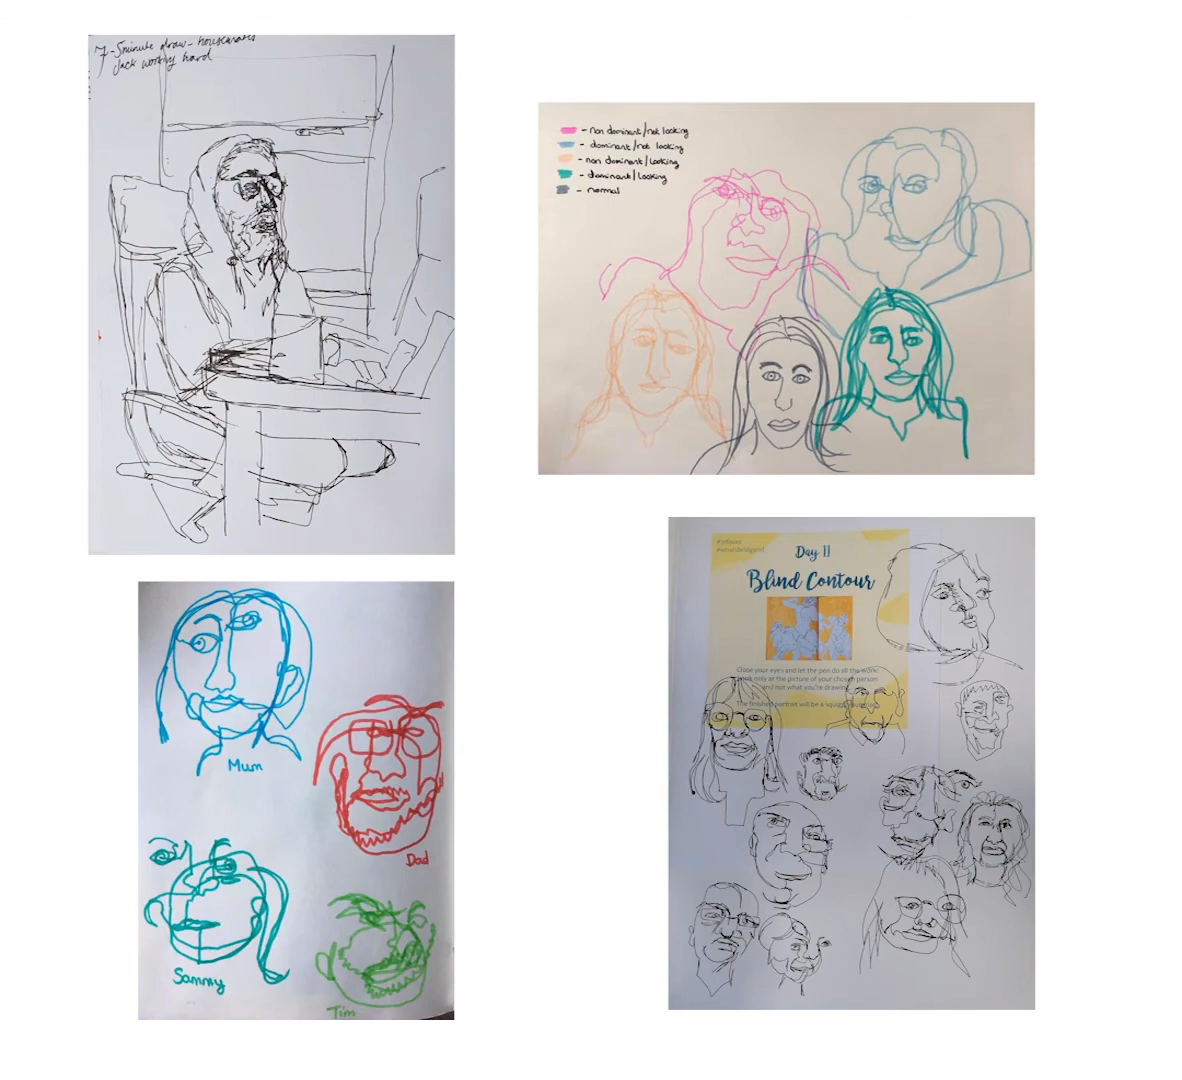 7 - 5minute draw - housemates
Jack working hard
- non dominant/not looking
- dominant/not looking
- non dominant/looking
- dominant/looking
- normal
Mum
Dad
Sammy
Tim
Day 11
Blind Contour
Close your eyes and let the pen do all the work:
look only at the picture of your chosen person
and not what you're drawing.
The finished portrait will be a